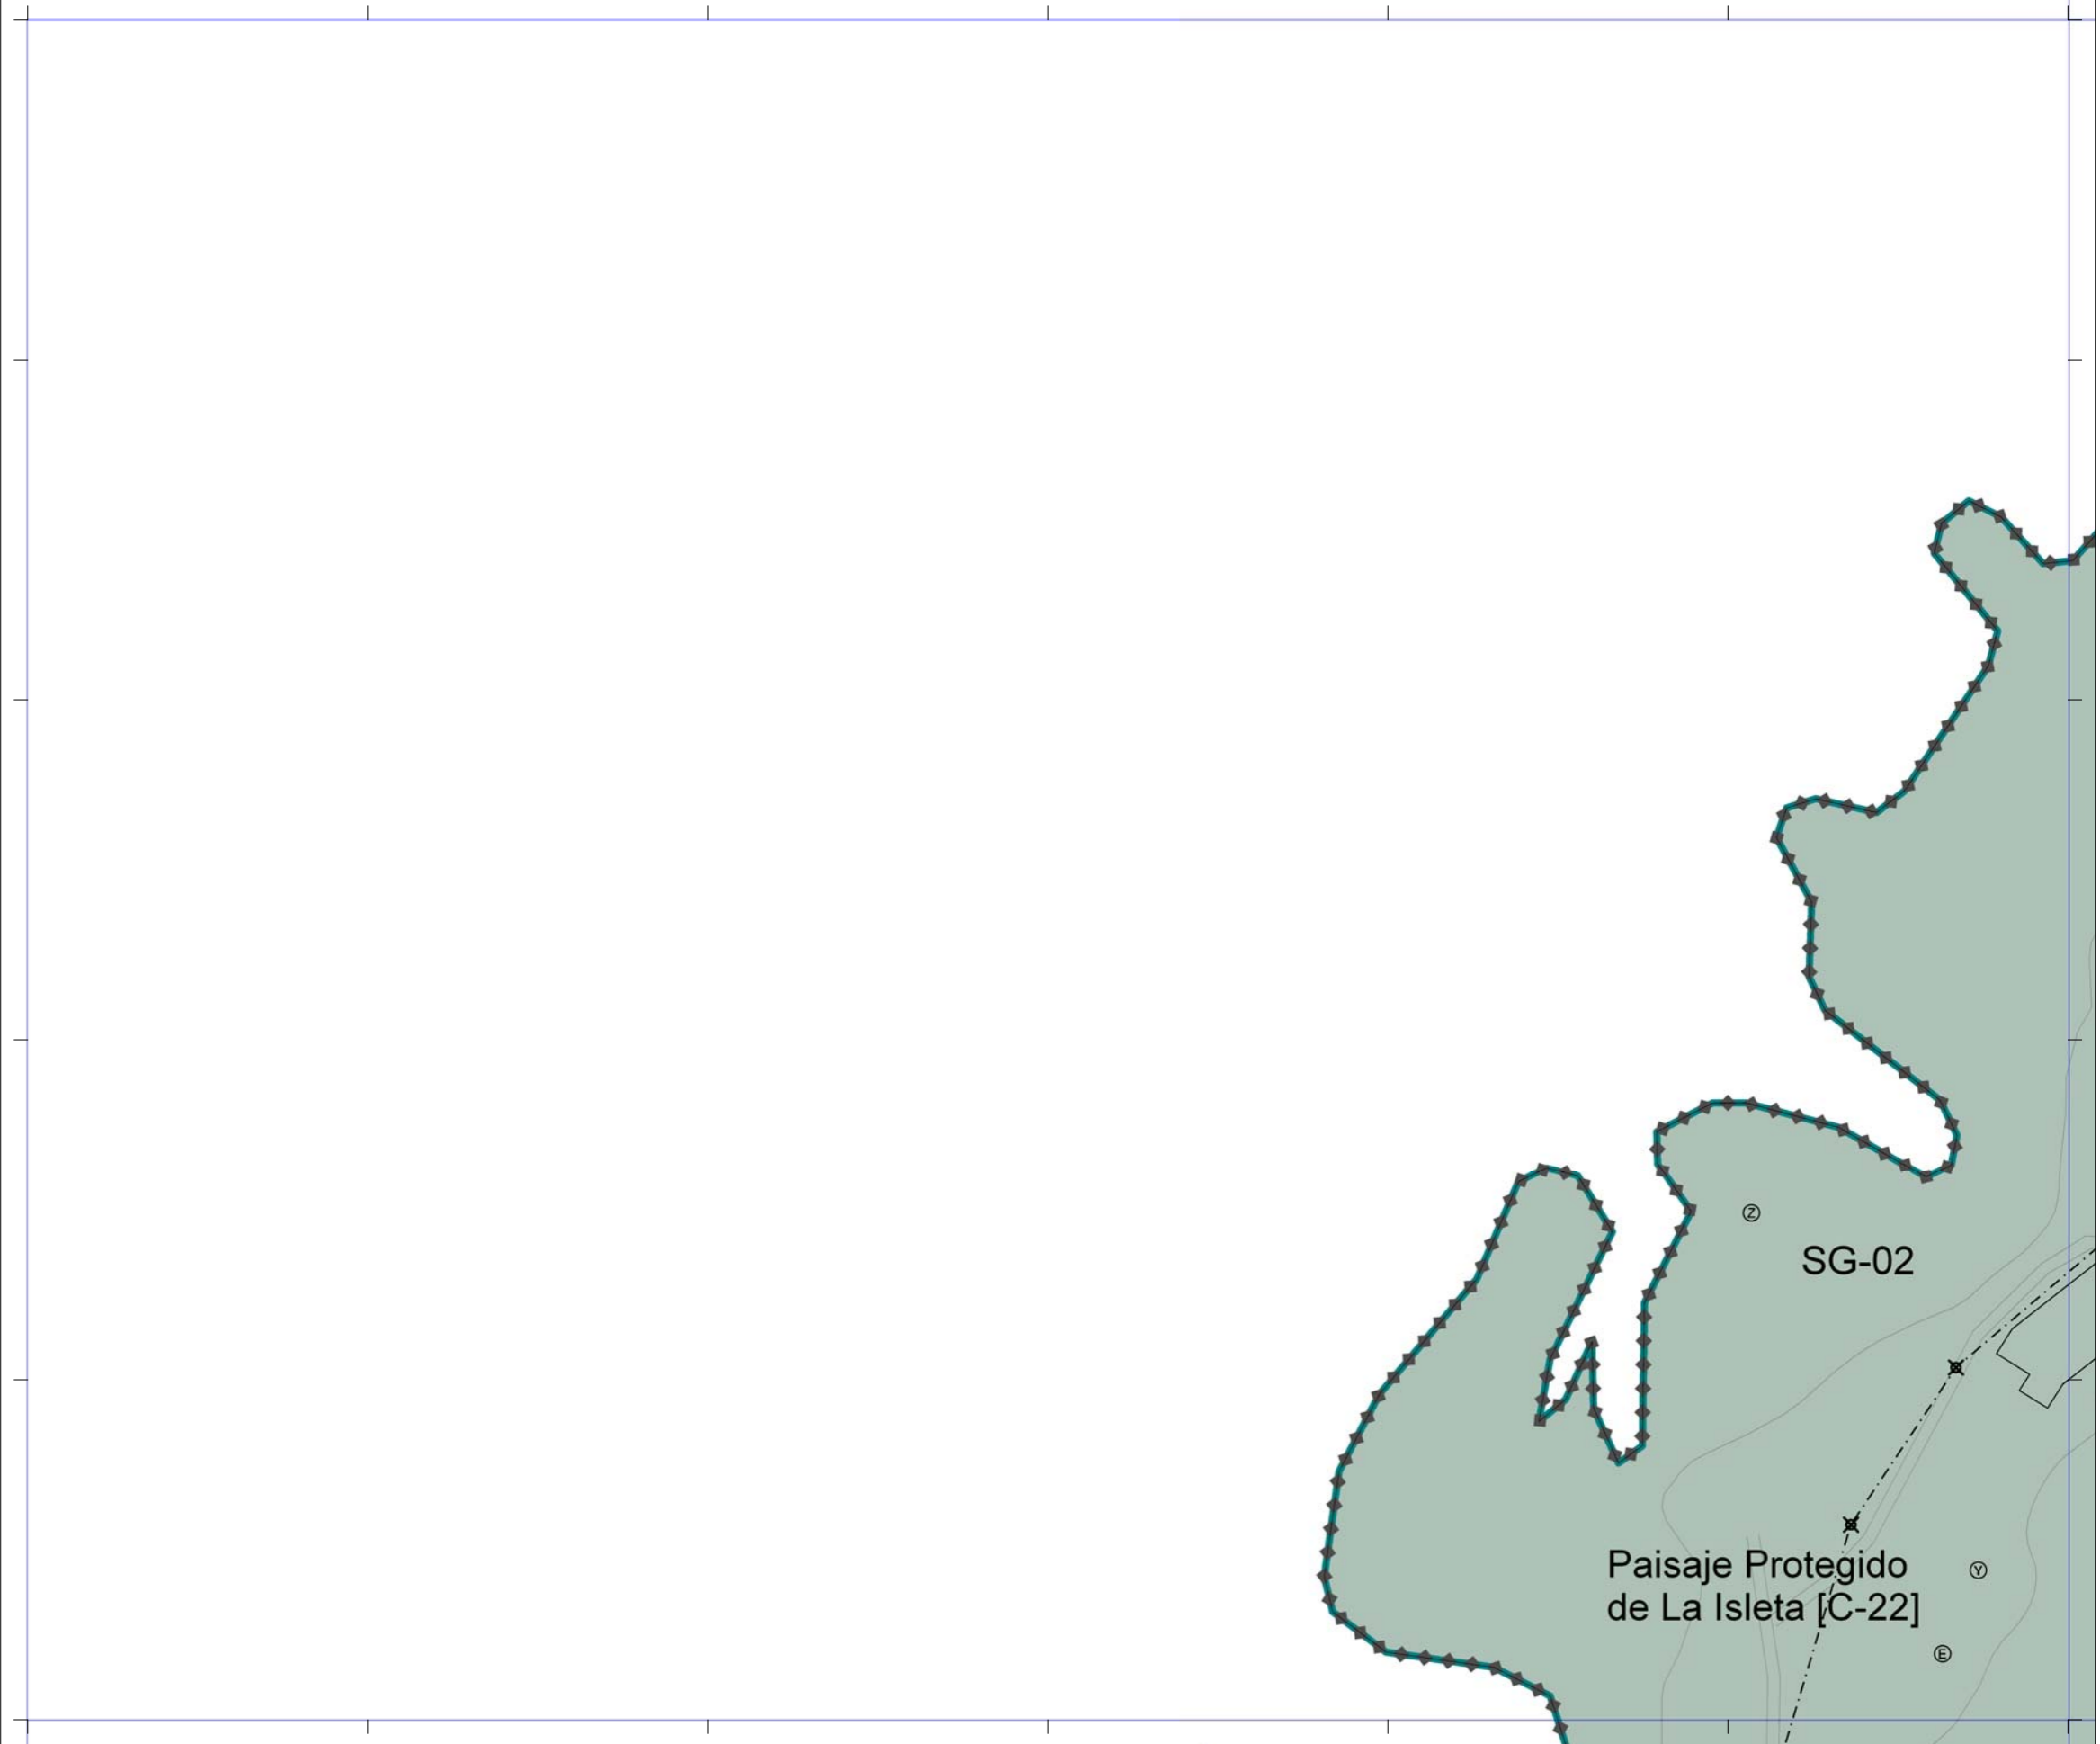 Z
SG-02
Paisaje Protegido
de La Isleta [C-22]
Y
E